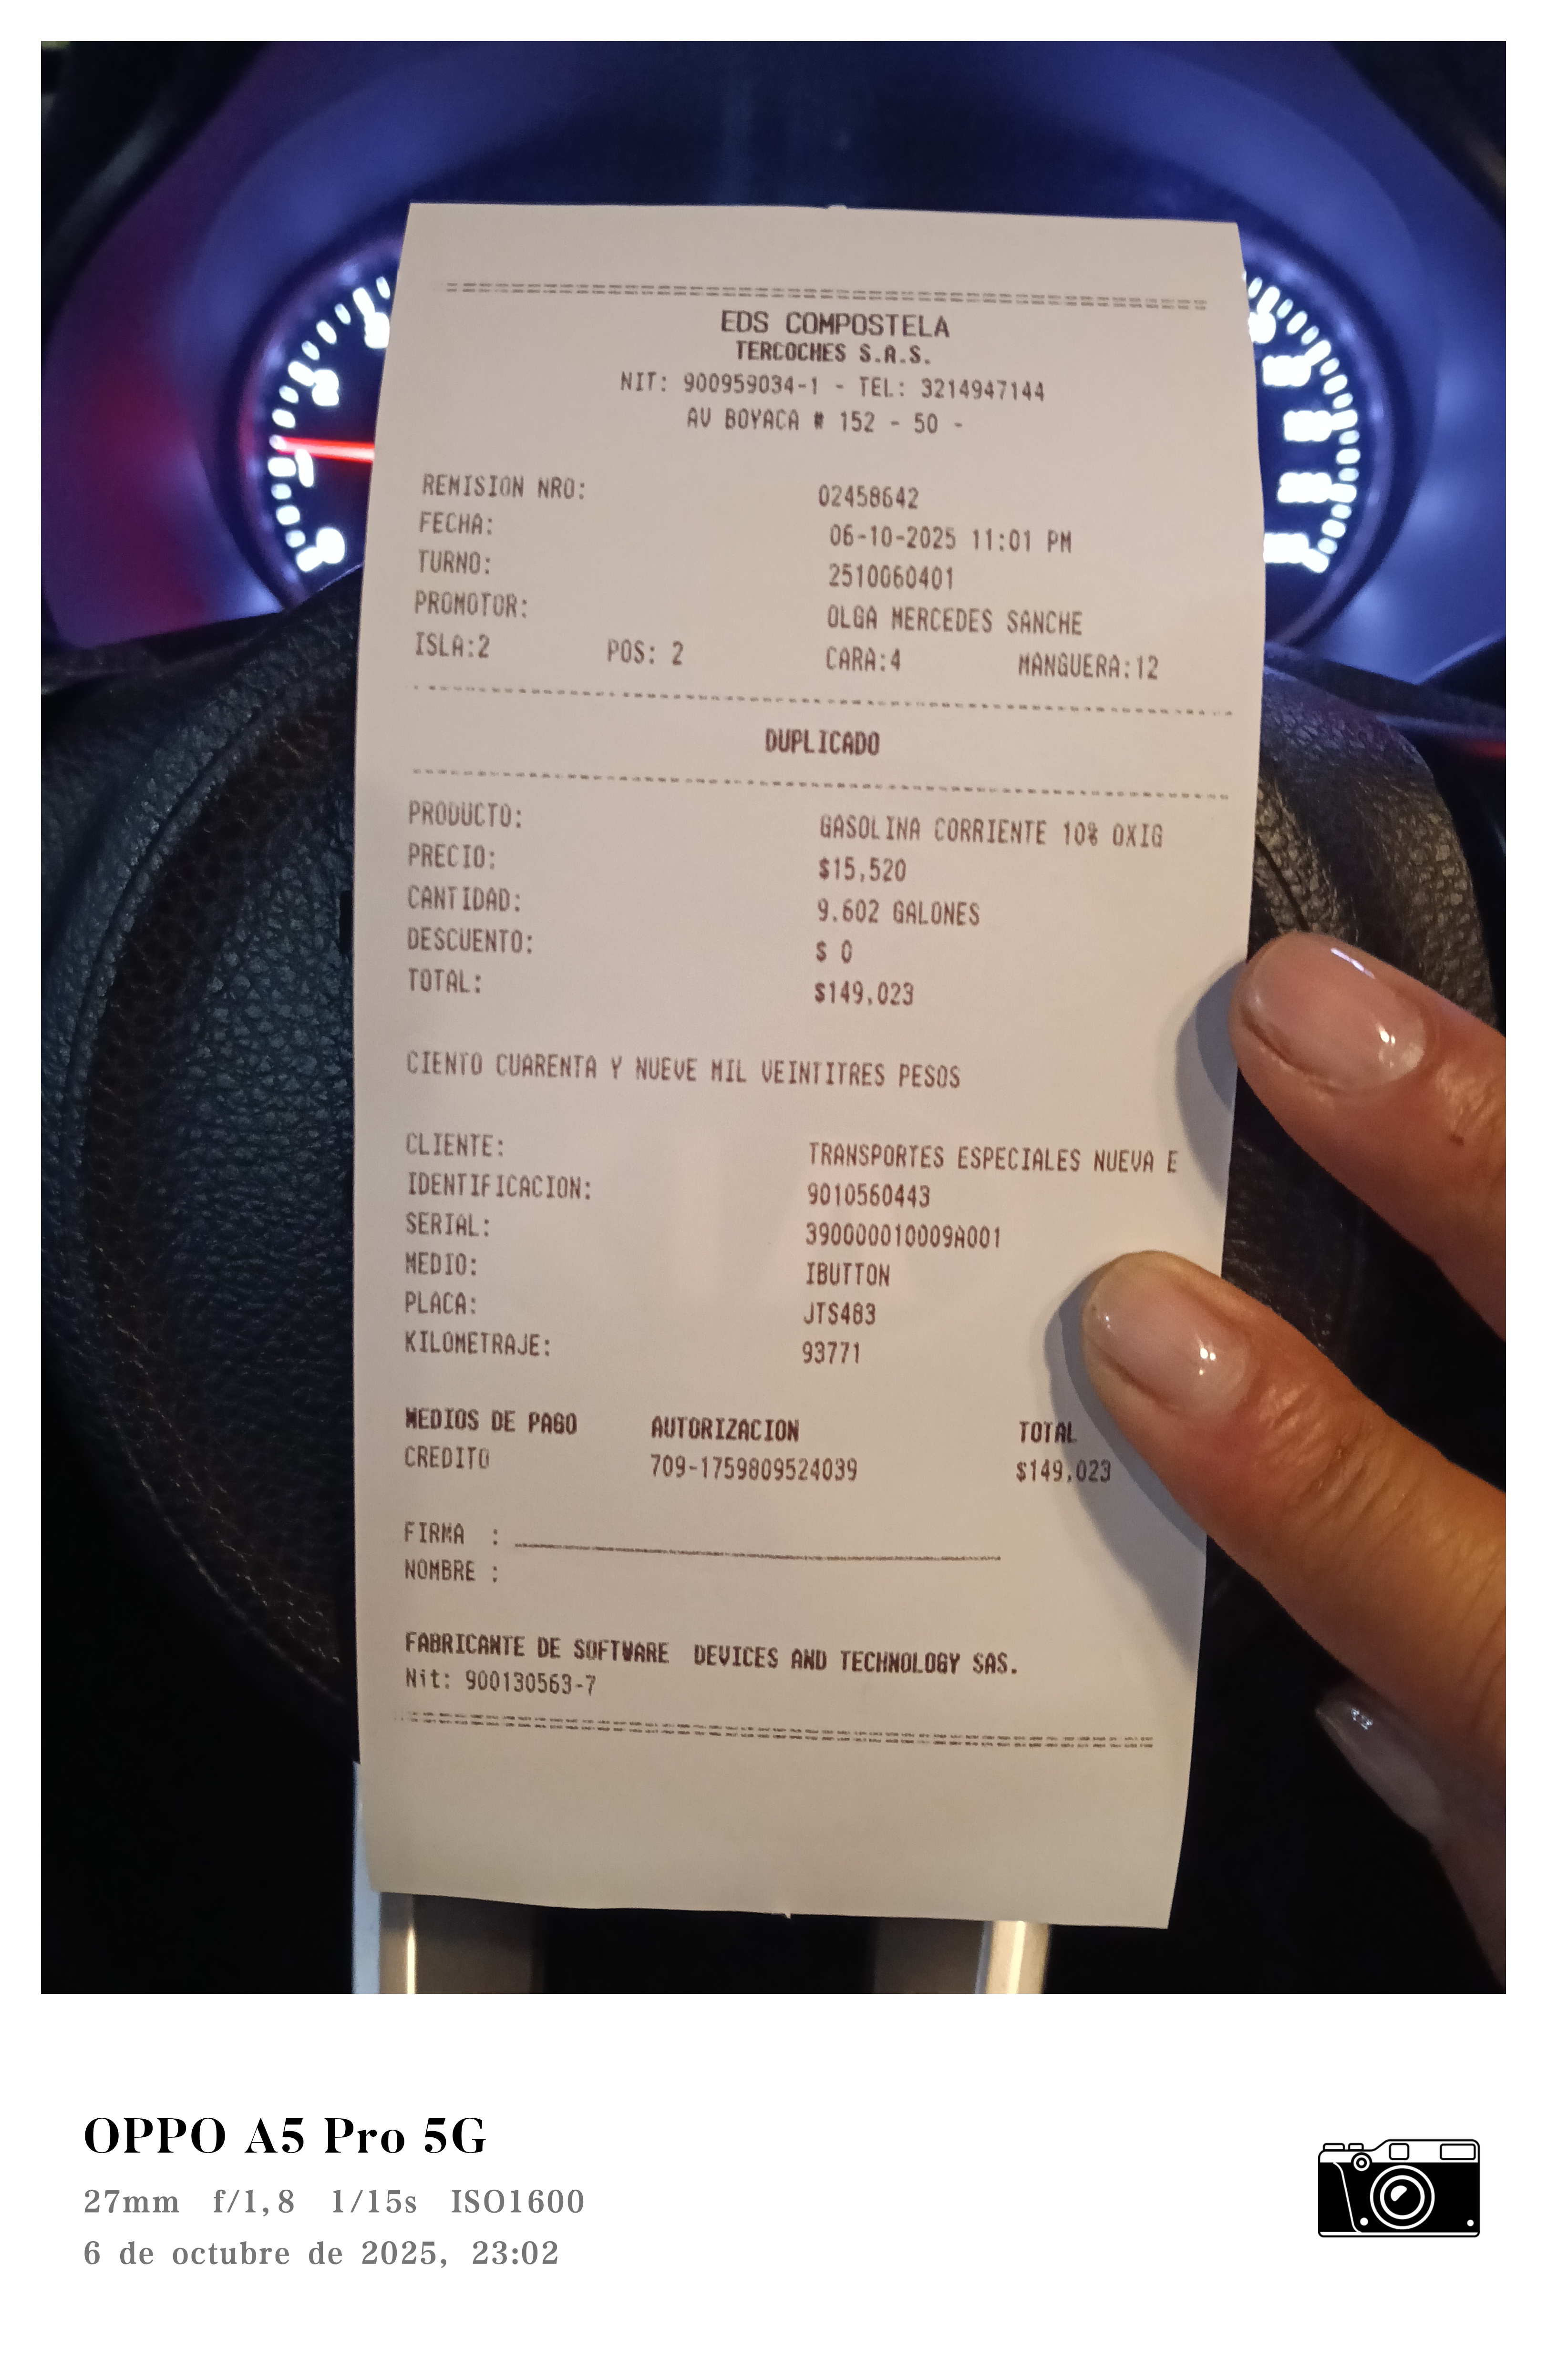 EDS COMPOSTELA
TERCOCHES S.A.S.
NIT: 900959034-1 - TEL: 3214947144
AV BOYACA # 152 - 50 -
REMISION NRO: 02458642
FECHA: 06-10-2025 11:01 PM
TURNO: 2510060401
PROMOTOR: OLGA MERCEDES SANCHE
ISLA:2 POS: 2 CARA:4 MANGUERA:12
DUPLICADO
PRODUCTO: GASOLINA CORRIENTE 10% OXIG
PRECIO: $15,520
CANTIDAD: 9.602 GALONES
DESCUENTO: $ 0
TOTAL: $149,023
CIENTO CUARENTA Y NUEVE MIL VEINTITRES PESOS
CLIENTE: TRANSPORTES ESPECIALES NUEVA E
IDENTIFICACION: 9010560443
SERIAL: 390000010009A001
MEDIO: IBUTTON
PLACA: JTS483
KILOMETRAJE: 93771
MEDIOS DE PAGO AUTORIZACION TOTAL
CREDITO 709-1759809524039 $149,023
FIRMA :
NOMBRE :
FABRICANTE DE SOFTWARE DEVICES AND TECHNOLOGY SAS.
Nit: 900130563-7
OPPO A5 Pro 5G
27mm f/1,8 1/15s ISO1600
6 de octubre de 2025, 23:02